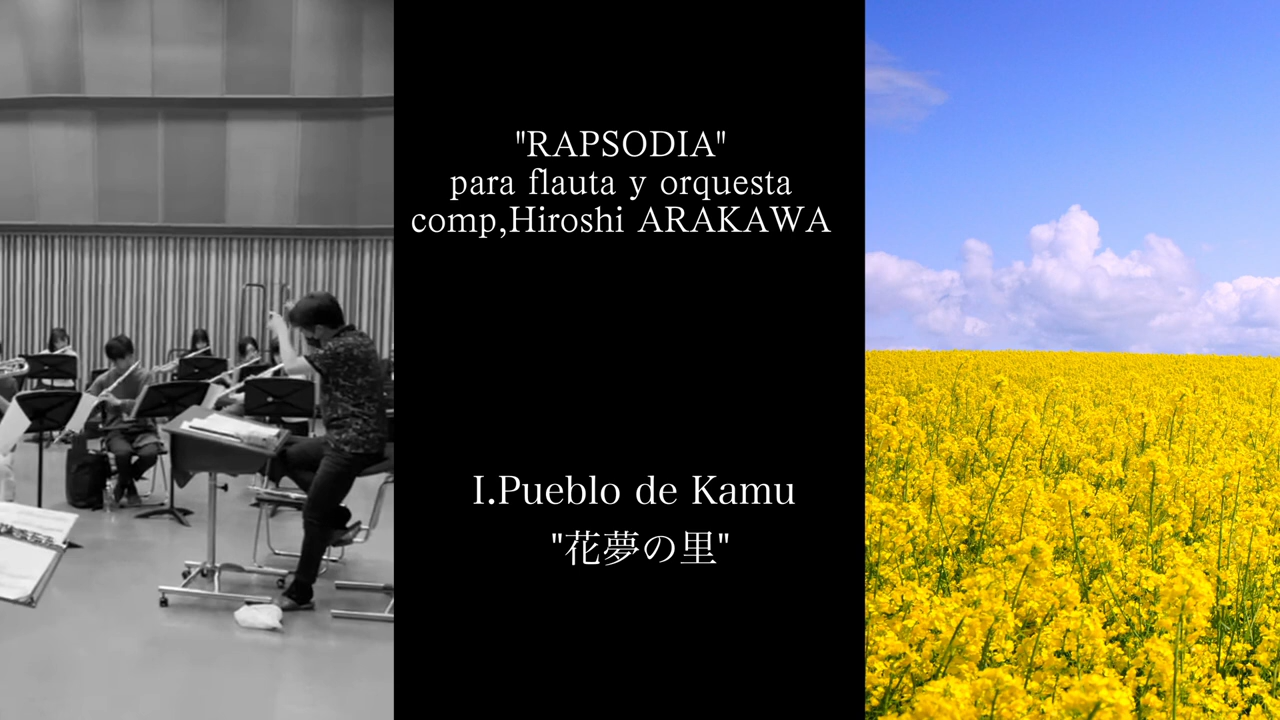 "RAPSODIA"
para flauta y orquesta
comp,Hiroshi ARAKAWA
I.Pueblo de Kamu
"花夢の里"